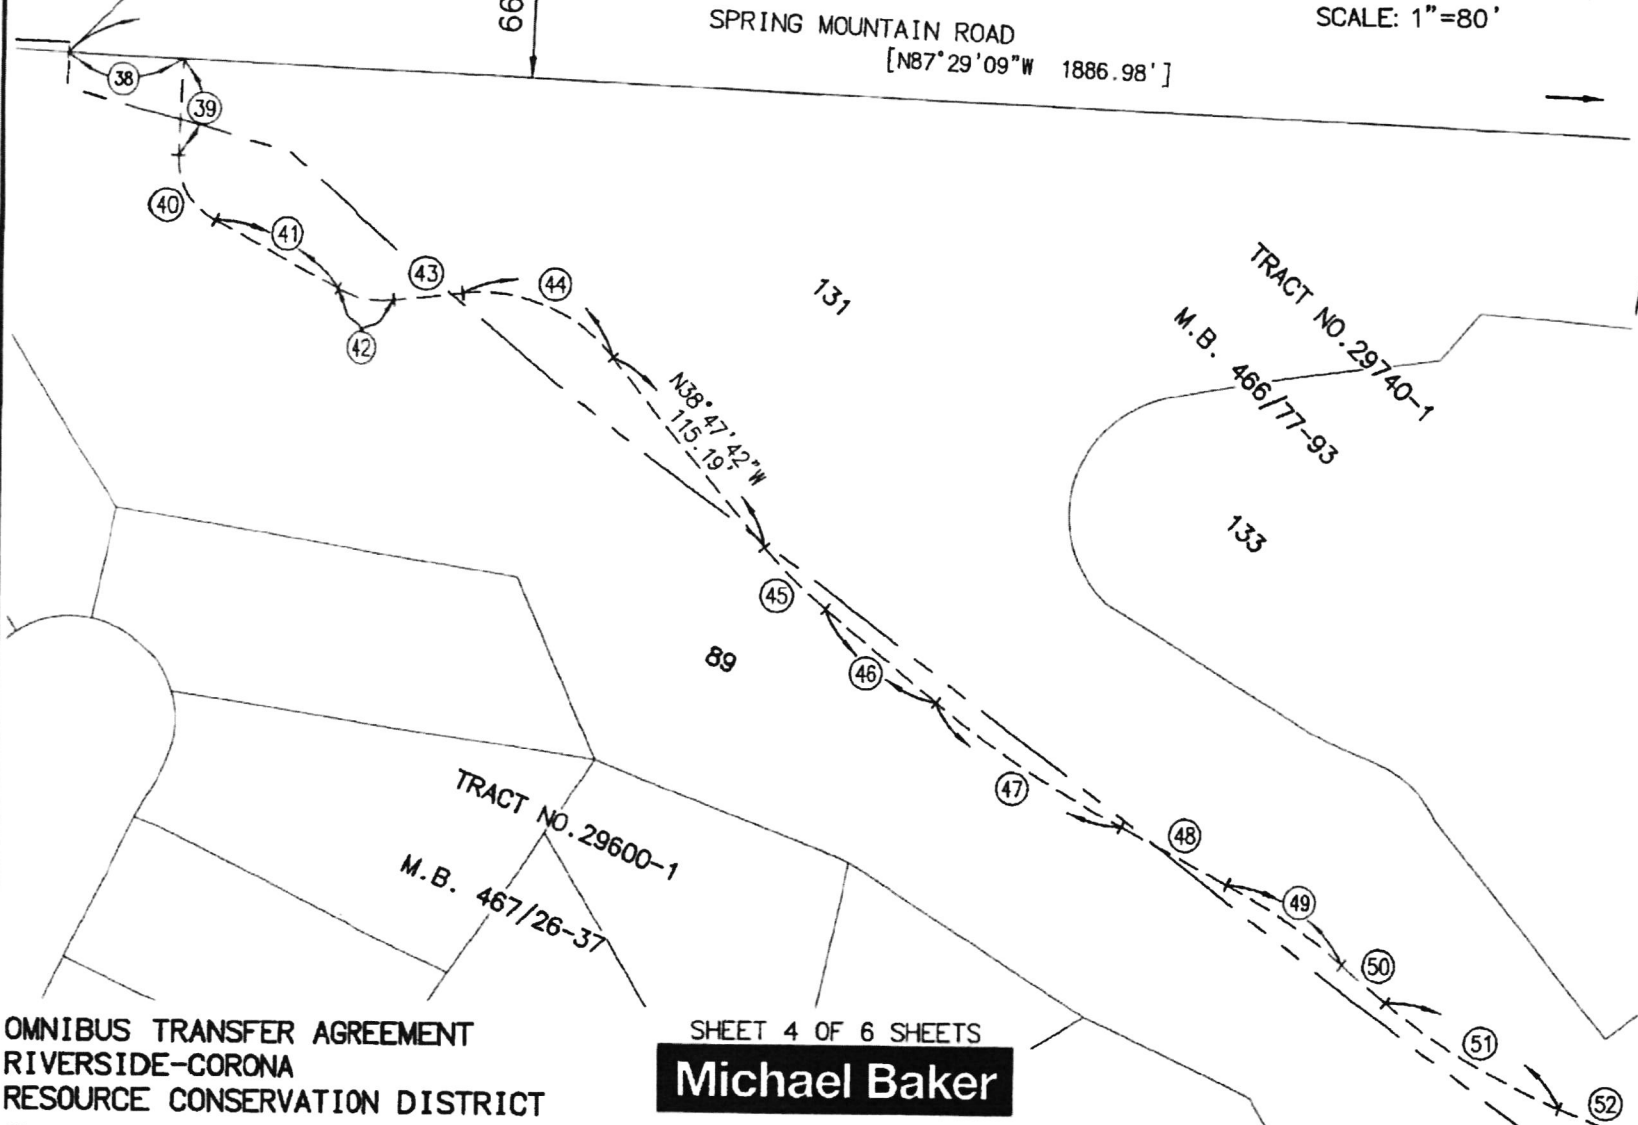 66
SPRING MOUNTAIN ROAD
[N87°29'09"W 1886.98']
SCALE: 1"=80'
38
39
40
41
42
43
44
N38°47'42"W
115.19'
131
TRACT NO.29740-1
M.B. 466/77-93
133
45
46
89
47
48
49
50
51
52
TRACT NO.29600-1
M.B. 467/26-37
OMNIBUS TRANSFER AGREEMENT
RIVERSIDE-CORONA
RESOURCE CONSERVATION DISTRICT
SHEET 4 OF 6 SHEETS
Michael Baker